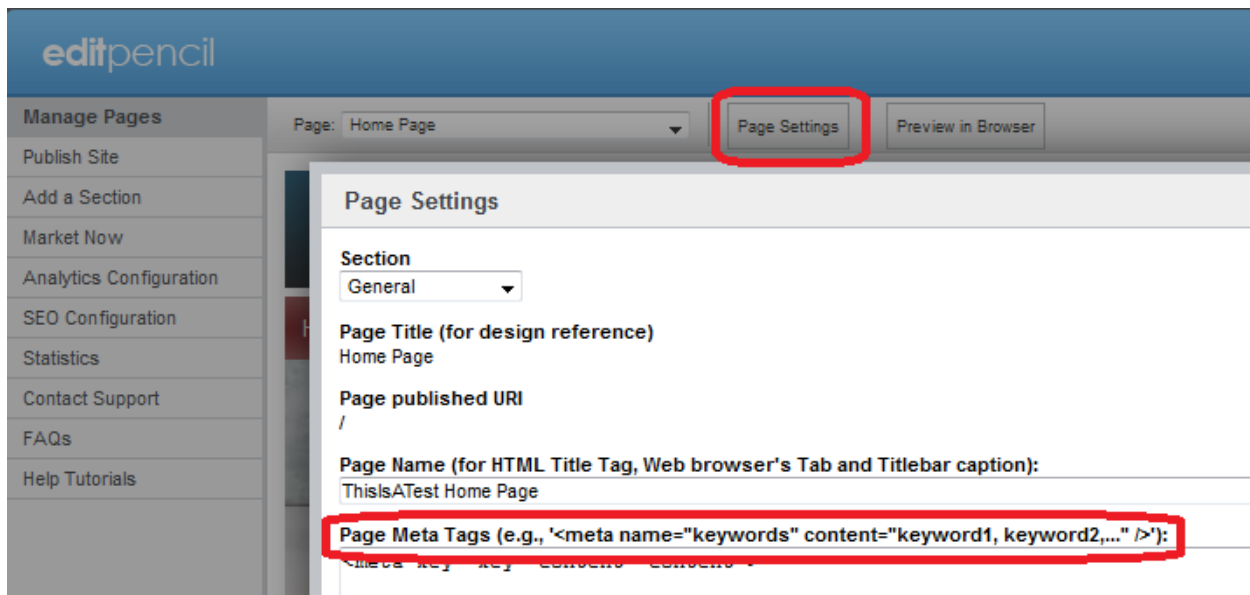 editpencil
Manage Pages
Publish Site
Add a Section
Market Now
Analytics Configuration
SEO Configuration
Statistics
Contact Support
FAQs
Help Tutorials
Page: Home Page
Page Settings
Preview in Browser
H
Page Settings
Section
General
Page Title (for design reference)
Home Page
Page published URI
/
Page Name (for HTML Title Tag, Web browser's Tab and Titlebar caption):
ThisIsATest Home Page
Page Meta Tags (e.g., '<meta name="keywords" content="keyword1, keyword2,..." />'):